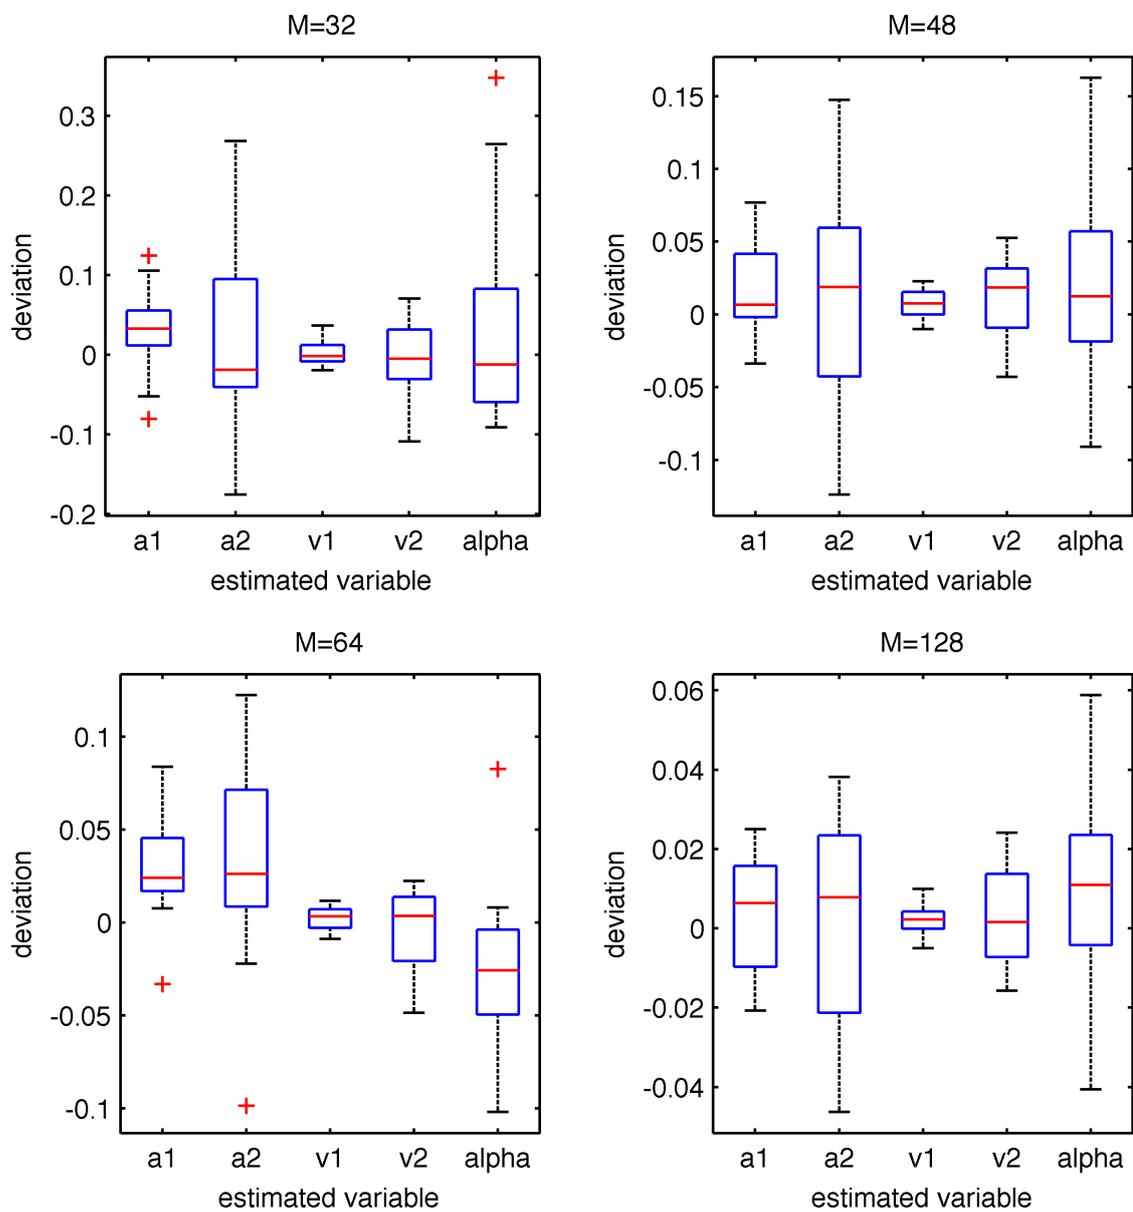 M=32
0.3
0.2
0.1
0
-0.1
-0.2
deviation
a1 a2 v1 v2 alpha
estimated variable
M=48
0.15
0.1
0.05
0
-0.05
-0.1
deviation
a1 a2 v1 v2 alpha
estimated variable
M=64
0.1
0.05
0
-0.05
-0.1
deviation
a1 a2 v1 v2 alpha
estimated variable
M=128
0.06
0.04
0.02
0
-0.02
-0.04
deviation
a1 a2 v1 v2 alpha
estimated variable